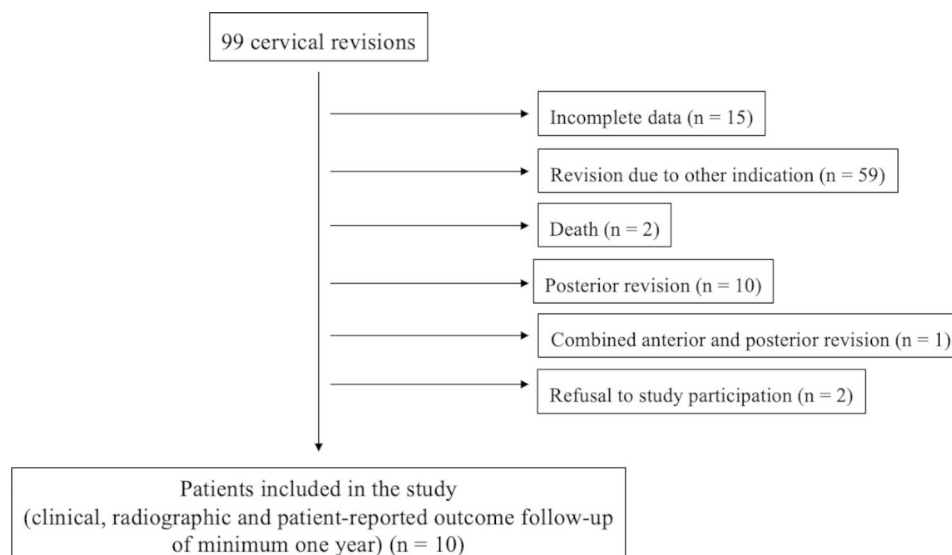 99 cervical revisions
Incomplete data (n = 15)
Revision due to other indication (n = 59)
Death (n = 2)
Posterior revision (n = 10)
Combined anterior and posterior revision (n = 1)
Refusal to study participation (n = 2)
Patients included in the study
(clinical, radiographic and patient-reported outcome follow-up
of minimum one year) (n = 10)